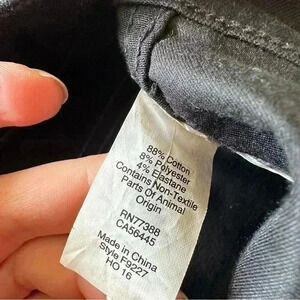 88% Cotton
8% Polyester
4% Elastane
Contains Non-Textile
Parts Of Animal
Origin
RN77388
CA56445
Made in China
Style F9227
HO 16